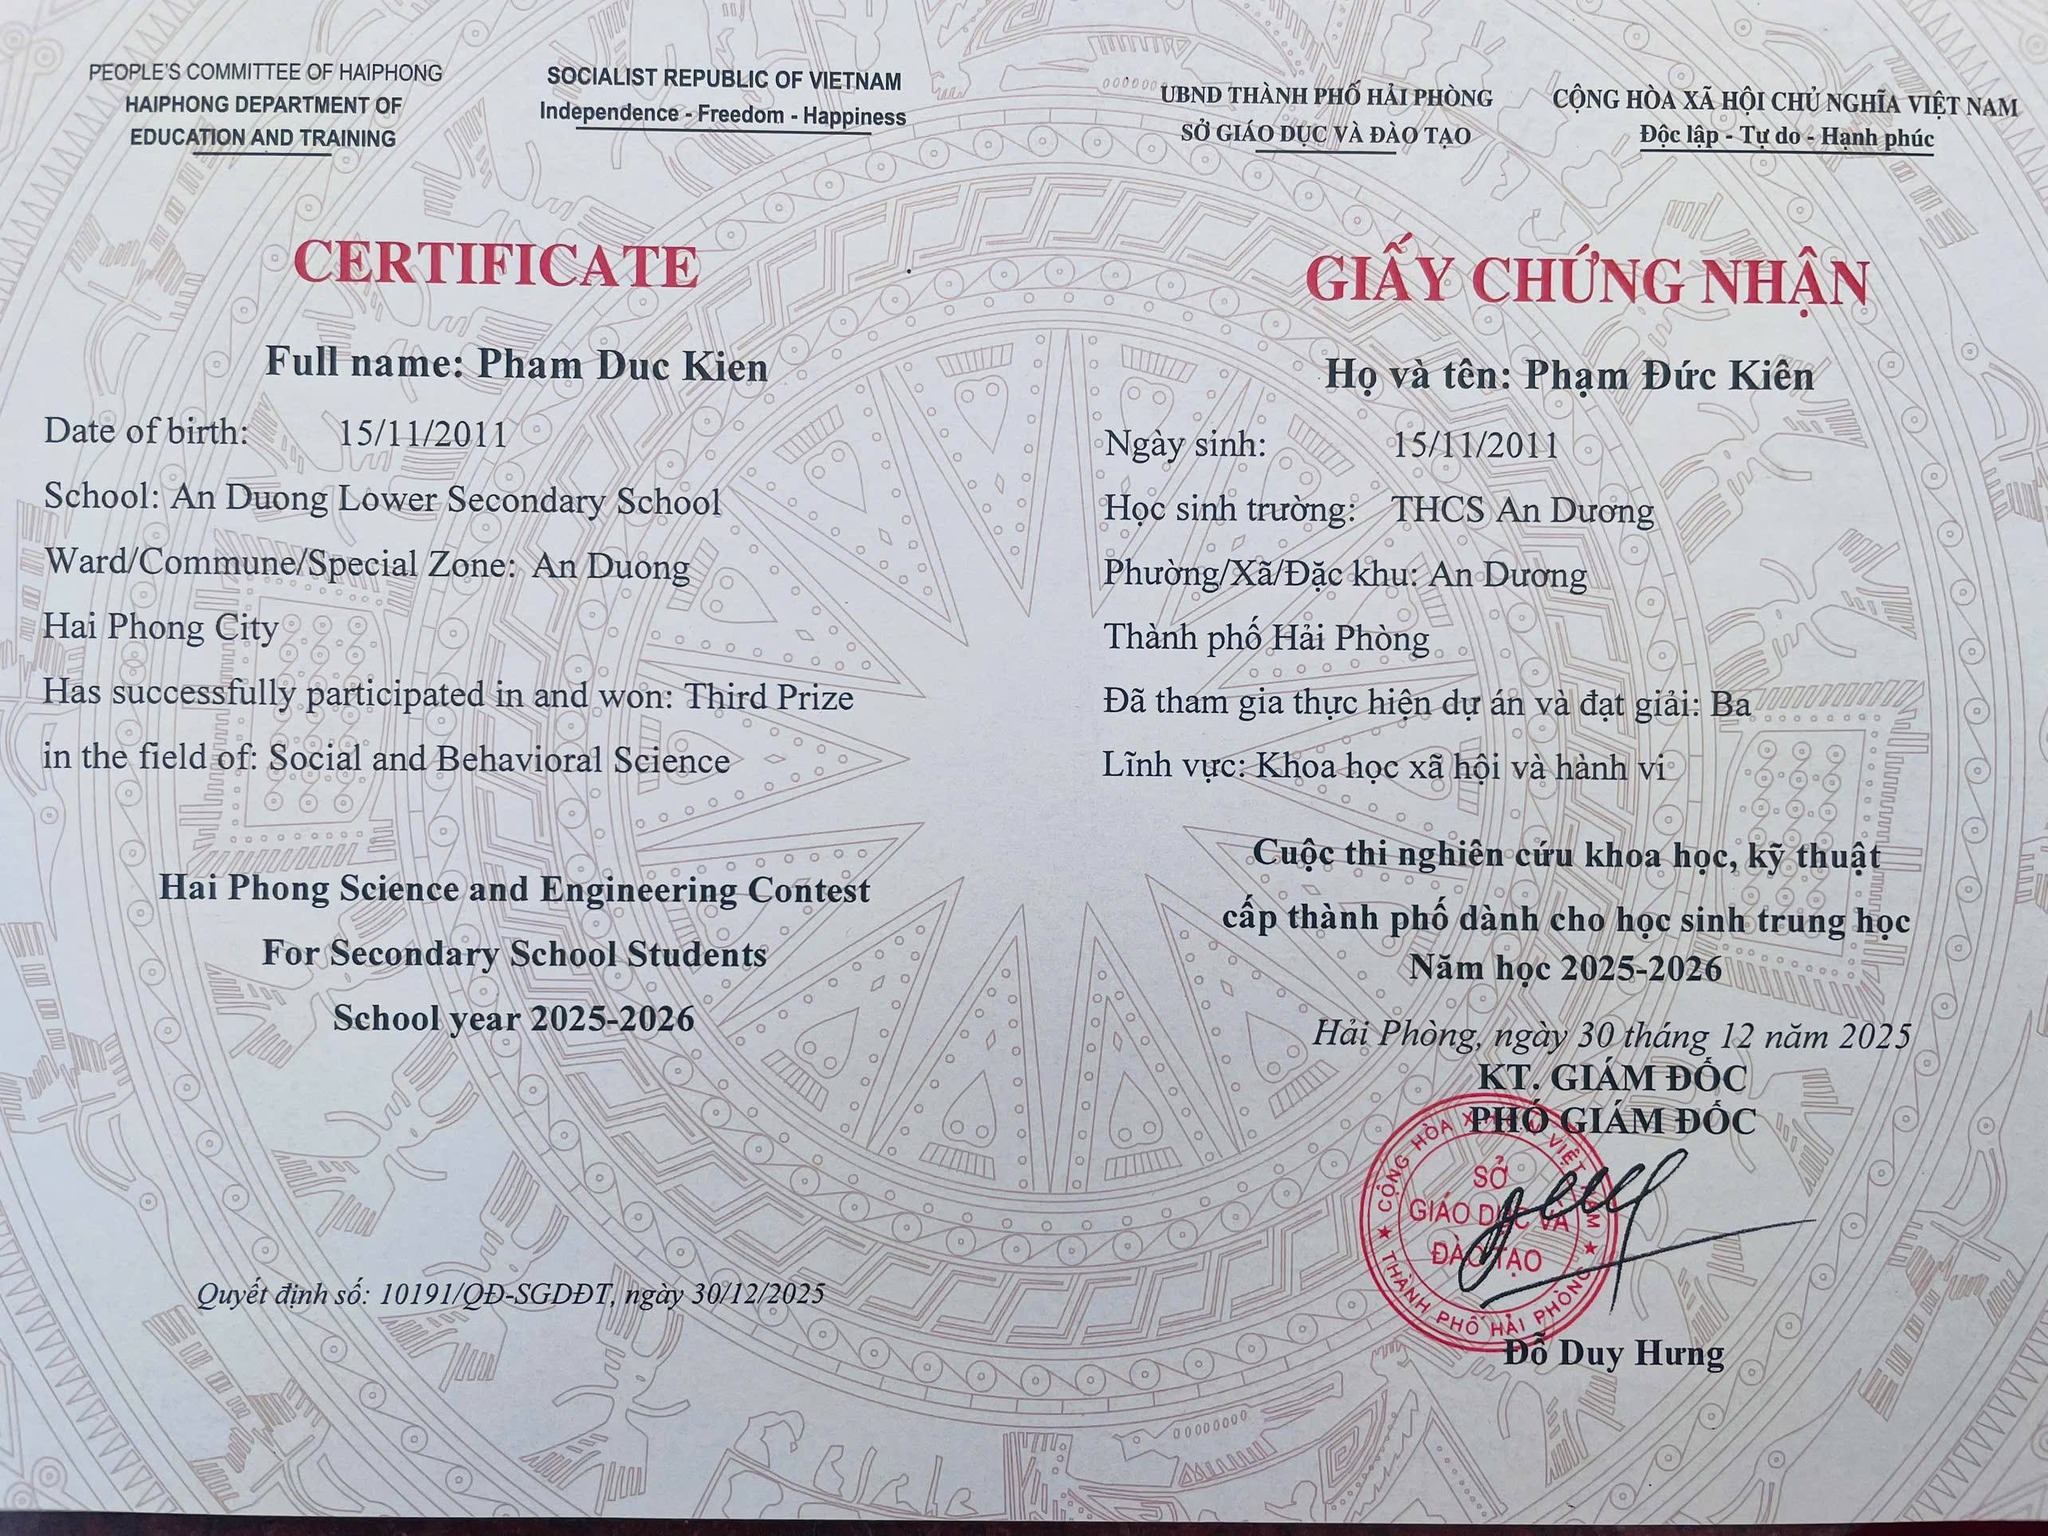 PEOPLE'S COMMITTEE OF HAIPHONG
HAIPHONG DEPARTMENT OF
EDUCATION AND TRAINING
SOCIALIST REPUBLIC OF VIETNAM
Independence - Freedom - Happiness
CERTIFICATE
Full name: Pham Duc Kien
Date of birth: 15/11/2011
School: An Duong Lower Secondary School
Ward/Commune/Special Zone: An Duong
Hai Phong City
Has successfully participated in and won: Third Prize
in the field of: Social and Behavioral Science
Hai Phong Science and Engineering Contest
For Secondary School Students
School year 2025-2026
Quyết định số: 10191/QĐ-SGDĐT, ngày 30/12/2025
UBND THÀNH PHỐ HẢI PHÒNG
SỞ GIÁO DỤC VÀ ĐÀO TẠO
CỘNG HÒA XÃ HỘI CHỦ NGHĨA VIỆT NAM
Độc lập - Tự do - Hạnh phúc
GIẤY CHỨNG NHẬN
Họ và tên: Phạm Đức Kiên
Ngày sinh: 15/11/2011
Học sinh trường: THCS An Dương
Phường/Xã/Đặc khu: An Dương
Thành phố Hải Phòng
Đã tham gia thực hiện dự án và đạt giải: Ba
Lĩnh vực: Khoa học xã hội và hành vi
Cuộc thi nghiên cứu khoa học, kỹ thuật
cấp thành phố dành cho học sinh trung học
Năm học 2025-2026
Hải Phòng, ngày 30 tháng 12 năm 2025
KT. GIÁM ĐỐC
PHÓ GIÁM ĐỐC
SỞ
GIÁO DỤC VÀ
ĐÀO TẠO
THÀNH PHỐ HẢI PHÒNG
Đỗ Duy Hưng